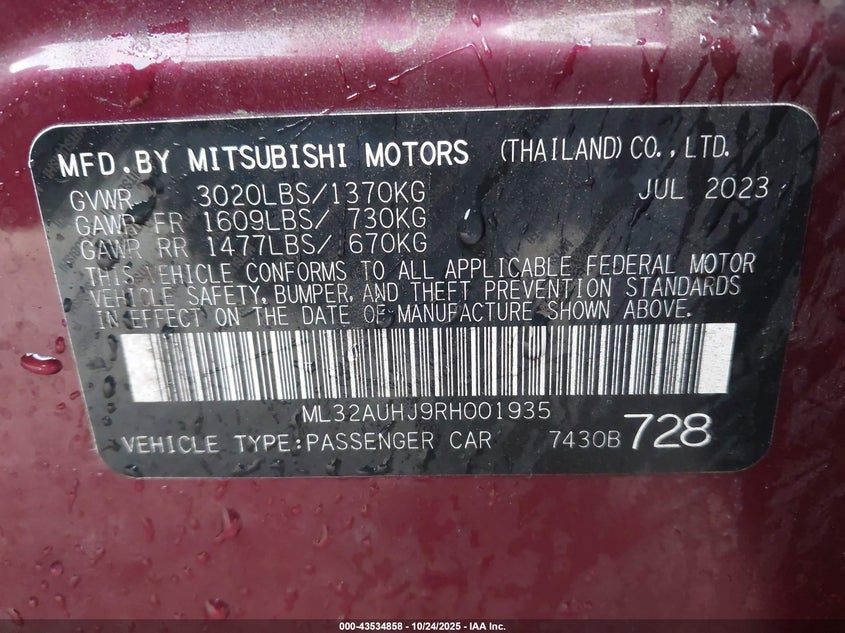 MFD.BY MITSUBISHI MOTORS (THAILAND) CO.,LTD.
GVWR 3020LBS/1370KG JUL 2023
GAWR FR 1609LBS/ 730KG
GAWR RR 1477LBS/ 670KG
THIS VEHICLE CONFORMS TO ALL APPLICABLE FEDERAL MOTOR
VEHICLE SAFETY, BUMPER, AND THEFT PREVENTION STANDARDS
IN EFFECT ON THE DATE OF MANUFACTURE SHOWN ABOVE.
ML32AUHJ9RH001935
VEHICLE TYPE:PASSENGER CAR 7430B 728
000-43534858 - 10/24/2025 - IAA Inc.